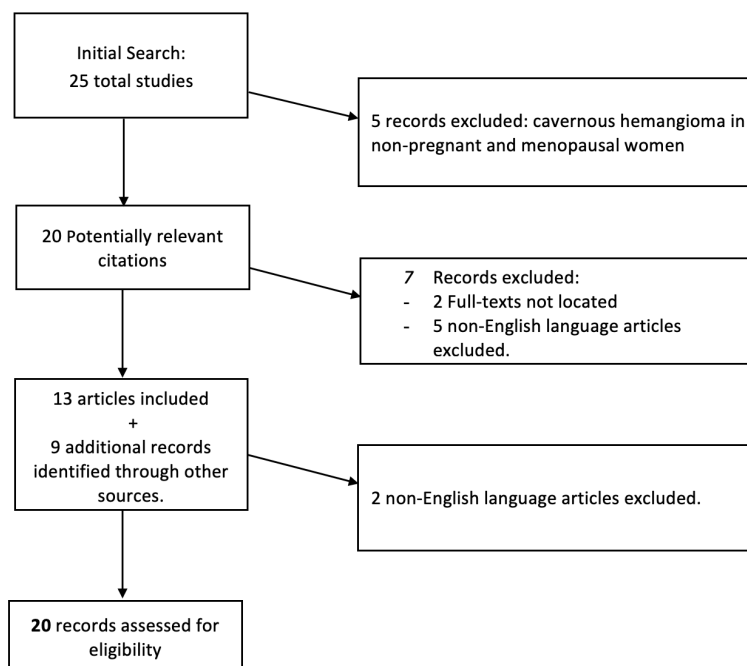 Initial Search:
25 total studies
5 records excluded: cavernous hemangioma in
non-pregnant and menopausal women
20 Potentially relevant
citations
7 Records excluded:
- 2 Full-texts not located
- 5 non-English language articles
excluded.
13 articles included
+
9 additional records
identified through other
sources.
2 non-English language articles excluded.
20 records assessed for
eligibility